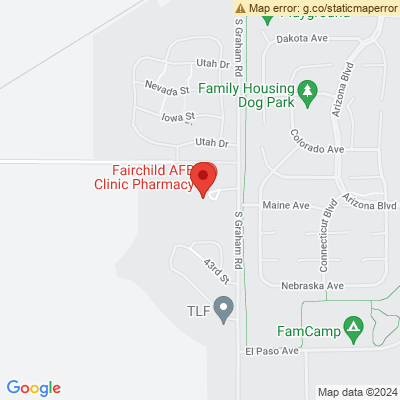 Map error: g.co/staticmaperror
Playground
Dakota Ave
S Graham Rd
Utah Dr
Nevada St
Iowa St
Family Housing
Dog Park
Arizona Blvd
Utah Dr
Colorado Ave
Fairchild AFB
Clinic Pharmacy
Maine Ave
Arizona Blvd
Connecticut Blvd
S Graham Rd
43rd St
Nebraska Ave
TLF
FamCamp
El Paso Ave
Google
Map data ©2024